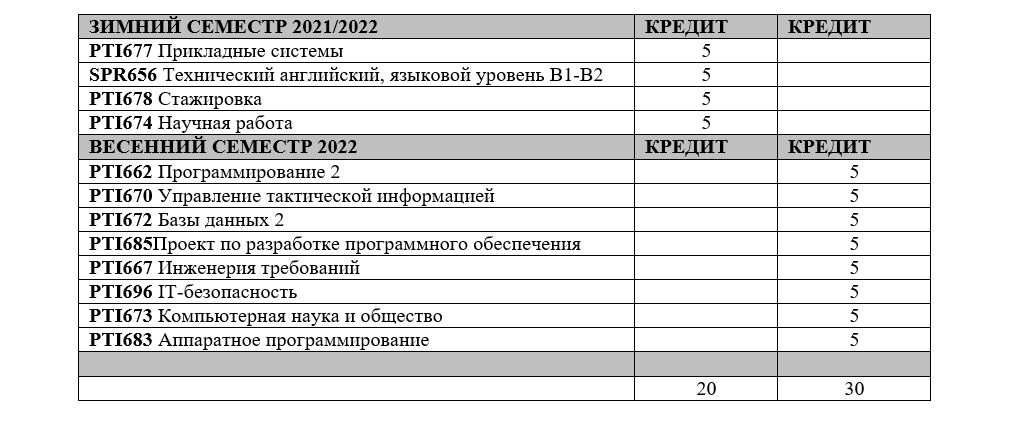 ЗИМНИЙ СЕМЕСТР 2021/2022 КРЕДИТ КРЕДИТ
PTI677 Прикладные системы 5
SPR656 Технический английский, языковой уровень B1-B2 5
PTI678 Стажировка 5
PTI674 Научная работа 5
ВЕСЕННИЙ СЕМЕСТР 2022 КРЕДИТ КРЕДИТ
PTI662 Программирование 2 5
PTI670 Управление тактической информацией 5
PTI672 Базы данных 2 5
PTI685Проект по разработке программного обеспечения 5
PTI667 Инженерия требований 5
PTI696 IT-безопасность 5
PTI673 Компьютерная наука и общество 5
PTI683 Аппаратное программирование 5
20 30